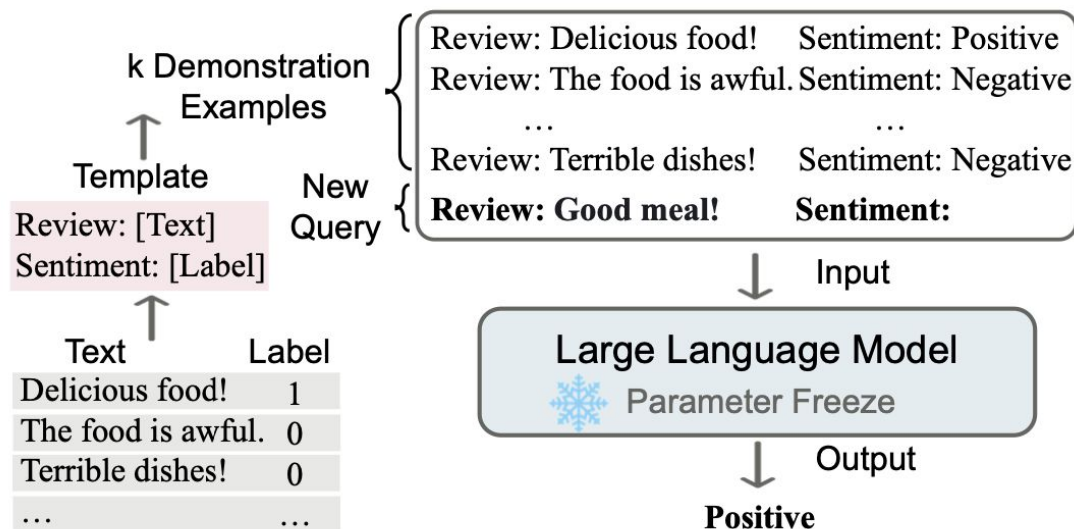 k Demonstration
Examples
Review: Delicious food! Sentiment: Positive
Review: The food is awful. Sentiment: Negative
… …
Review: Terrible dishes! Sentiment: Negative
New
Query
Review: Good meal! Sentiment:
Template
Review: [Text]
Sentiment: [Label]
Text Label
Delicious food! 1
The food is awful. 0
Terrible dishes! 0
… …
Input
Large Language Model
Parameter Freeze
Output
Positive